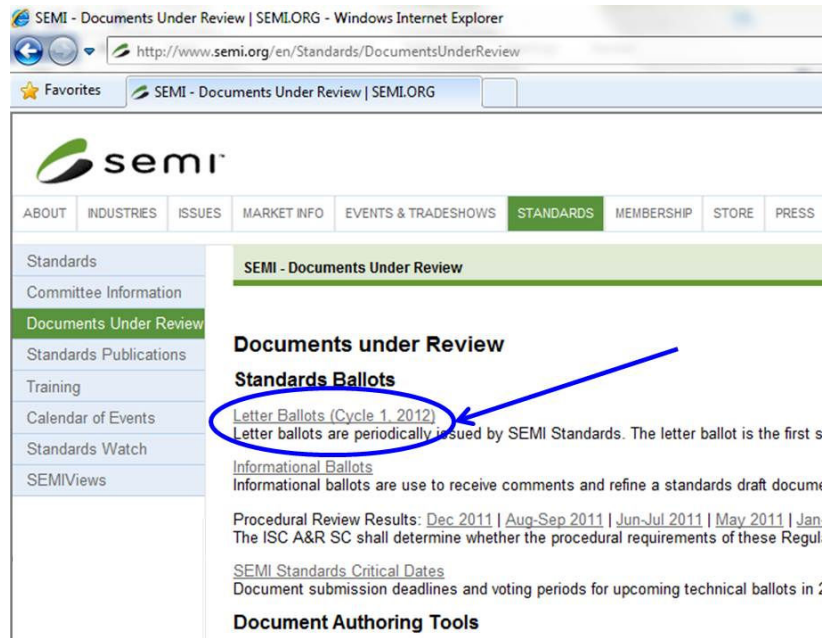 SEMI - Documents Under Review | SEMI.ORG - Windows Internet Explorer
http://www.semi.org/en/Standards/DocumentsUnderReview
Favorites SEMI - Documents Under Review | SEMI.ORG
semi
ABOUT INDUSTRIES ISSUES MARKET INFO EVENTS & TRADESHOWS STANDARDS MEMBERSHIP STORE PRESS
Standards
Committee Information
Documents Under Review
Standards Publications
Training
Calendar of Events
Standards Watch
SEMIViews
SEMI - Documents Under Review
Documents under Review
Standards Ballots
Letter Ballots (Cycle 1, 2012)
Letter ballots are periodically issued by SEMI Standards. The letter ballot is the first s
Informational Ballots
Informational ballots are use to receive comments and refine a standards draft docume
Procedural Review Results: Dec 2011 | Aug-Sep 2011 | Jun-Jul 2011 | May 2011 | Jan-
The ISC A&R SC shall determine whether the procedural requirements of these Regula
SEMI Standards Critical Dates
Document submission deadlines and voting periods for upcoming technical ballots in 2
Document Authoring Tools